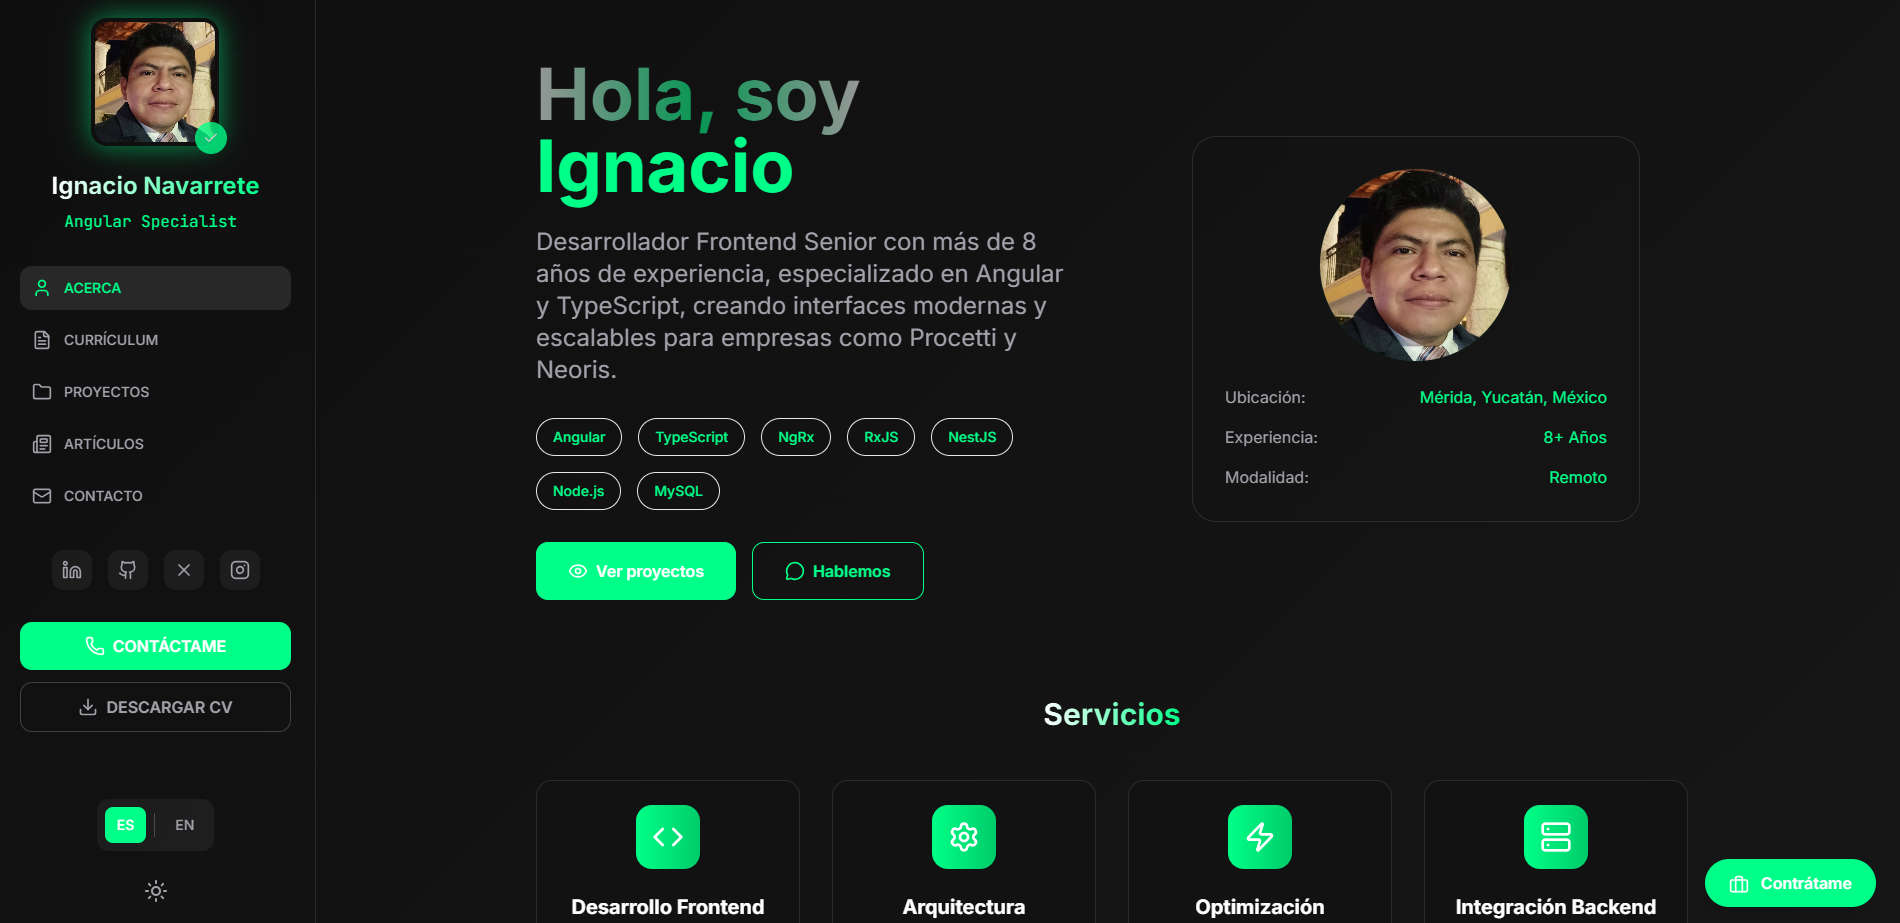 Ignacio Navarrete
Angular Specialist
ACERCA
CURRÍCULUM
PROYECTOS
ARTÍCULOS
CONTACTO
CONTÁCTAME
DESCARGAR CV
ES
EN
Hola, soy
Ignacio
Desarrollador Frontend Senior con más de 8
años de experiencia, especializado en Angular
y TypeScript, creando interfaces modernas y
escalables para empresas como Procetti y
Neoris.
Angular
TypeScript
NgRx
RxJS
NestJS
Node.js
MySQL
Ver proyectos
Hablemos
Ubicación: Mérida, Yucatán, México
Experiencia: 8+ Años
Modalidad: Remoto
Servicios
Desarrollo Frontend
Arquitectura
Optimización
Integración Backend
Contrátame